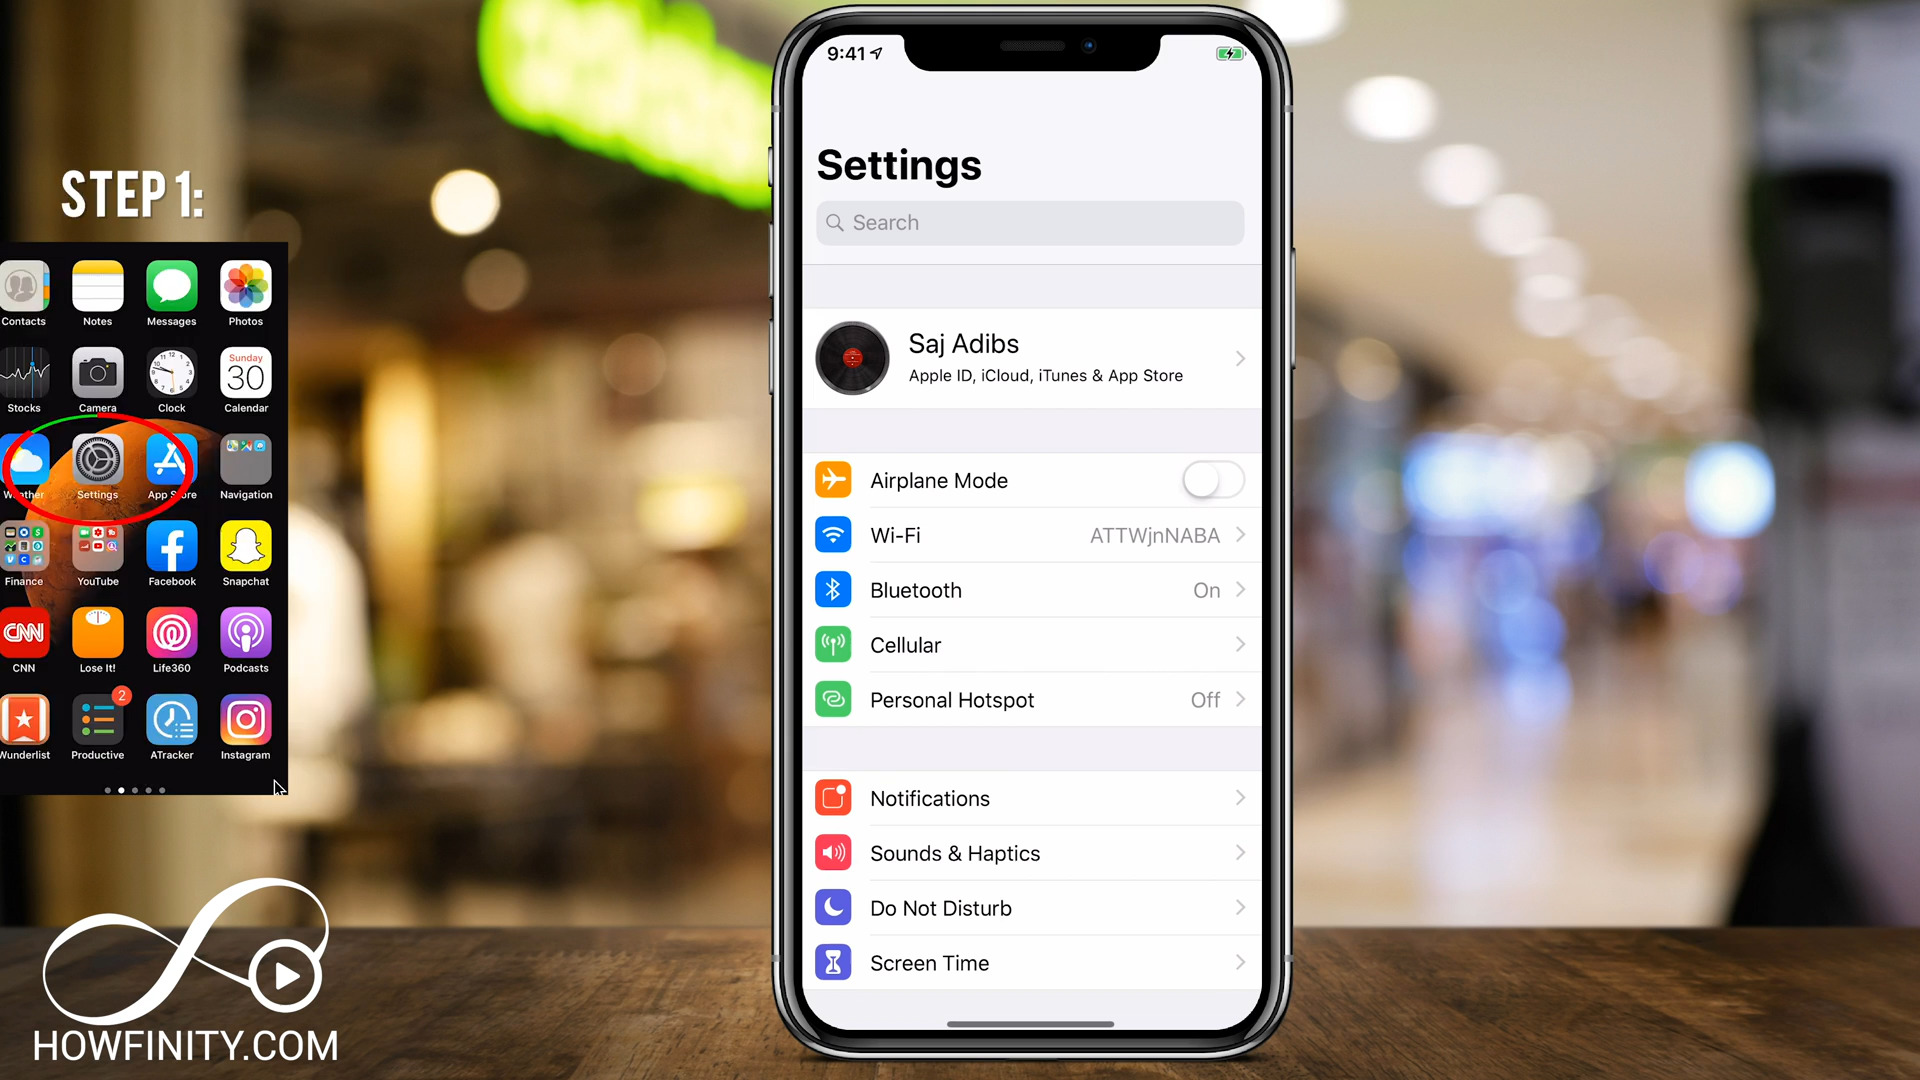 STEP 1:
Contacts Notes Messages Photos
Sunday
30
Stocks Camera Clock Calendar
Weather Settings App Store Navigation
Finance YouTube Facebook Snapchat
CNN
CNN Lose It! Life360 Podcasts
2
Wunderlist Productive ATracker Instagram
HOWFINITY.COM
9:41
Settings
Search
Saj Adibs
Apple ID, iCloud, iTunes & App Store
Airplane Mode
Wi-Fi ATTWjnNABA
Bluetooth On
Cellular
Personal Hotspot Off
Notifications
Sounds & Haptics
Do Not Disturb
Screen Time